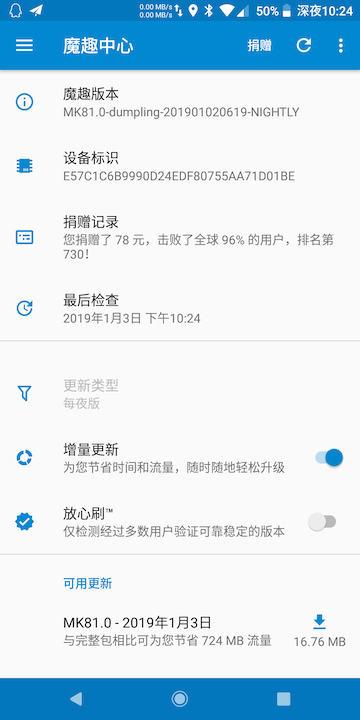 0.00 MB/s
0.00 MB/s
50%
深夜10:24
魔趣中心
捐赠
魔趣版本
MK81.0-dumpling-201901020619-NIGHTLY
设备标识
E57C1C6B9990D24EDF80755AA71D01BE
捐赠记录
您捐赠了 78 元，击败了全球 96% 的用户，排名第
730！
最后检查
2019年1月3日 下午10:24
更新类型
每夜版
增量更新
为您节省时间和流量，随时随地轻松升级
放心刷™
仅检测经过多数用户验证可靠稳定的版本
可用更新
MK81.0 - 2019年1月3日
与完整包相比可为您节省 724 MB 流量
16.76 MB